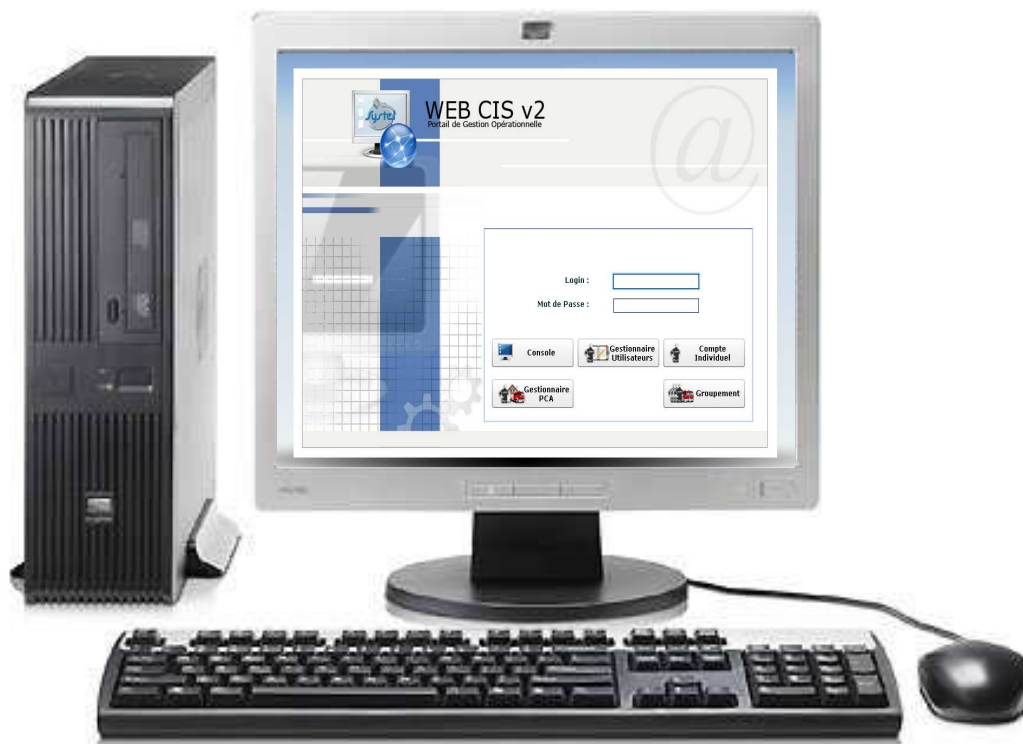 Systel
WEB CIS v2
Portail de Gestion Opérationnelle
@
Login :
Mot de Passe :
Console
Gestionnaire
Utilisateurs
Compte
Individuel
Gestionnaire
PCA
Groupement